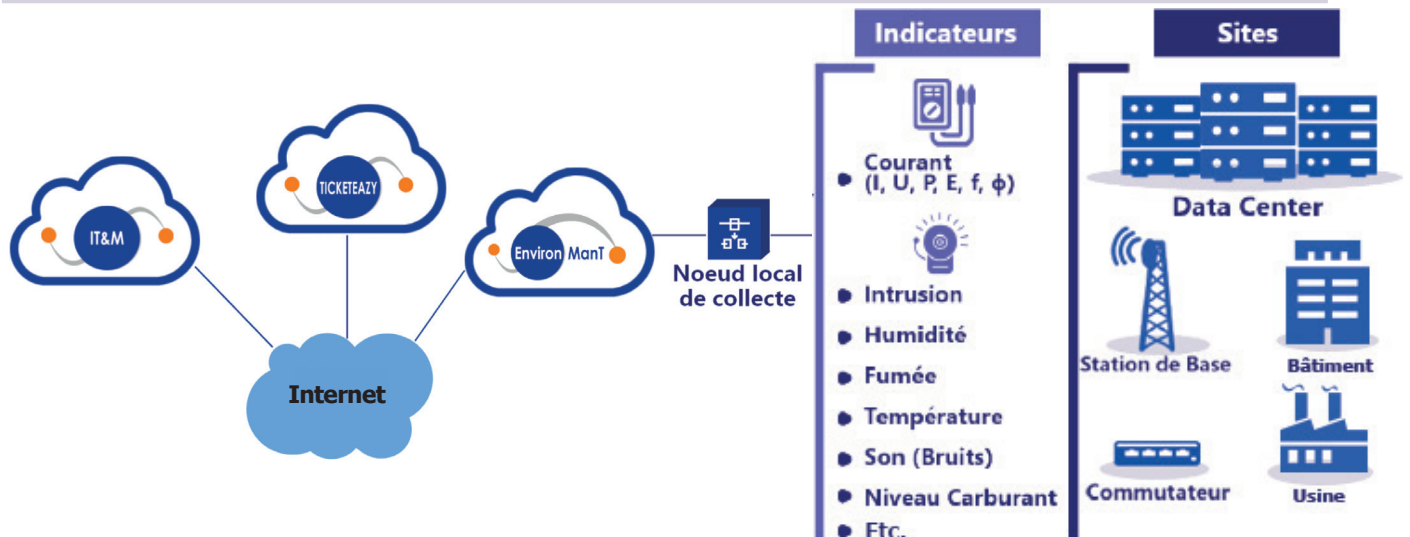 IT&M
TICKETEAZY
Environ ManT
Internet
Noeud local
de collecte
Indicateurs
Courant
(I, U, P, E, f, ϕ)
Intrusion
Humidité
Fumée
Température
Son (Bruits)
Niveau Carburant
Etc.
Sites
Data Center
Station de Base
Bâtiment
Commutateur
Usine